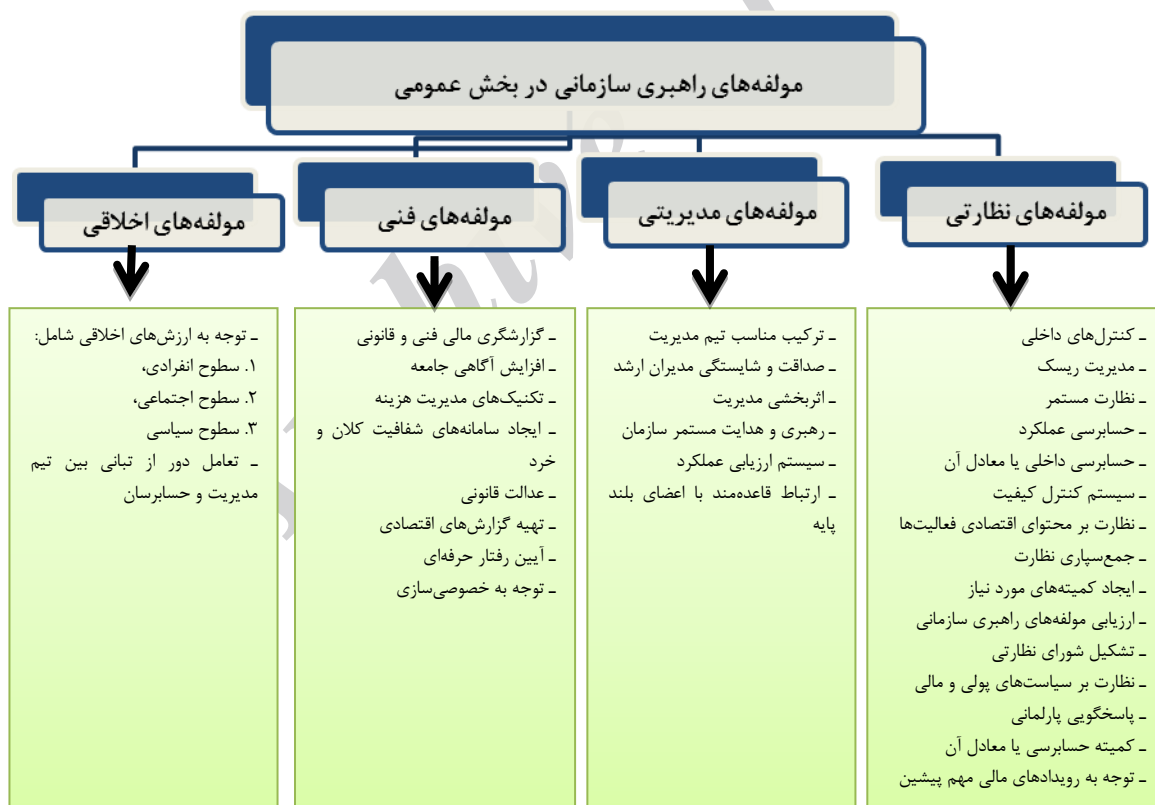 مولفه‌های راهبری سازمانی در بخش عمومی
مولفه‌های نظارتی
ـ کنترل‌های داخلی
ـ مدیریت ریسک
ـ نظارت مستمر
ـ حسابرسی عملکرد
ـ حسابرسی داخلی یا معادل آن
ـ سیستم کنترل کیفیت
ـ نظارت بر محتوای اقتصادی فعالیت‌ها
ـ جمع‌سپاری نظارت
ـ ایجاد کمیته‌های مورد نیاز
ـ ارزیابی مولفه‌های راهبری سازمانی
ـ تشکیل شورای نظارتی
ـ نظارت بر سیاست‌های پولی و مالی
ـ پاسخگویی پارلمانی
ـ کمیته حسابرسی یا معادل آن
ـ توجه به رویدادهای مالی مهم پیشین
مولفه‌های مدیریتی
ـ ترکیب مناسب تیم مدیریت
ـ صداقت و شایستگی مدیران ارشد
ـ اثربخشی مدیریت
ـ رهبری و هدایت مستمر سازمان
ـ سیستم ارزیابی عملکرد
ـ ارتباط قاعده‌مند با اعضای بلند
پایه
مولفه‌های فنی
ـ گزارشگری مالی فنی و قانونی
ـ افزایش آگاهی جامعه
ـ تکنیک‌های مدیریت هزینه
ـ ایجاد سامانه‌های شفافیت کلان و
خرد
ـ عدالت قانونی
ـ تهیه گزارش‌های اقتصادی
ـ آیین رفتار حرفه‌ای
ـ توجه به خصوصی‌سازی
مولفه‌های اخلاقی
ـ توجه به ارزش‌های اخلاقی شامل:
۱. سطوح انفرادی،
۲. سطوح اجتماعی،
۳. سطوح سیاسی
ـ تعامل دور از تبانی بین تیم
مدیریت و حسابرسان